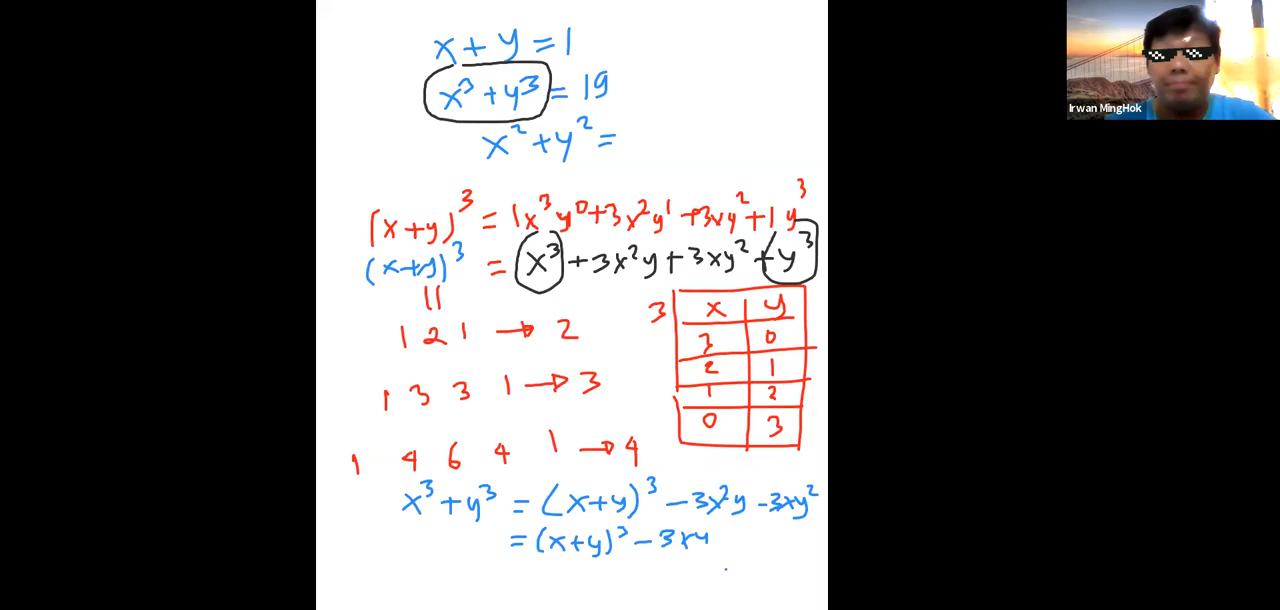 x + y = 1
x³ + y³ = 19
x² + y² =
(x + y)³ = 1x³y⁰ + 3x²y¹ + 3xy² + 1y³
(x + y)³ = x³ + 3x²y + 3xy² + y³
11
1 2 1 → 2
1 3 3 1 → 3
1 4 6 4 1 → 4
3 x y
3 0
2 1
1 2
0 3
x³ + y³ = (x + y)³ - 3x²y - 3xy²
= (x + y)³ - 3xy
Irwan MingHok